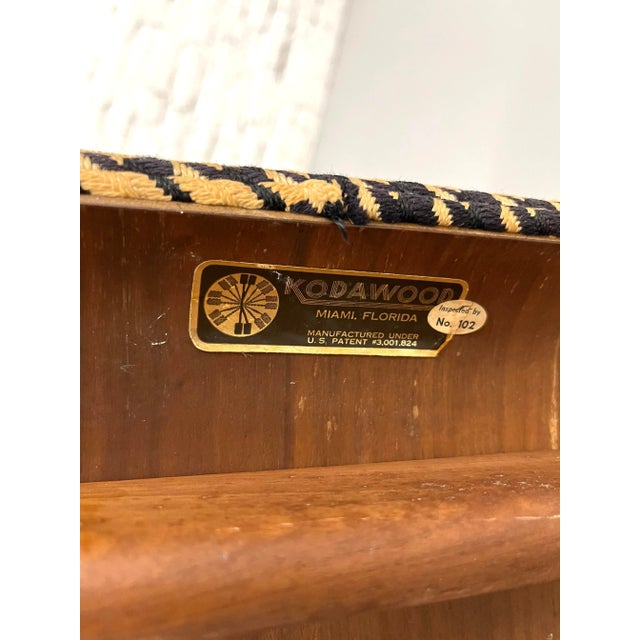 KODAWOOD
MIAMI, FLORIDA
MANUFACTURED UNDER
U.S. PATENT #3,001,824
Inspected by
No. 102